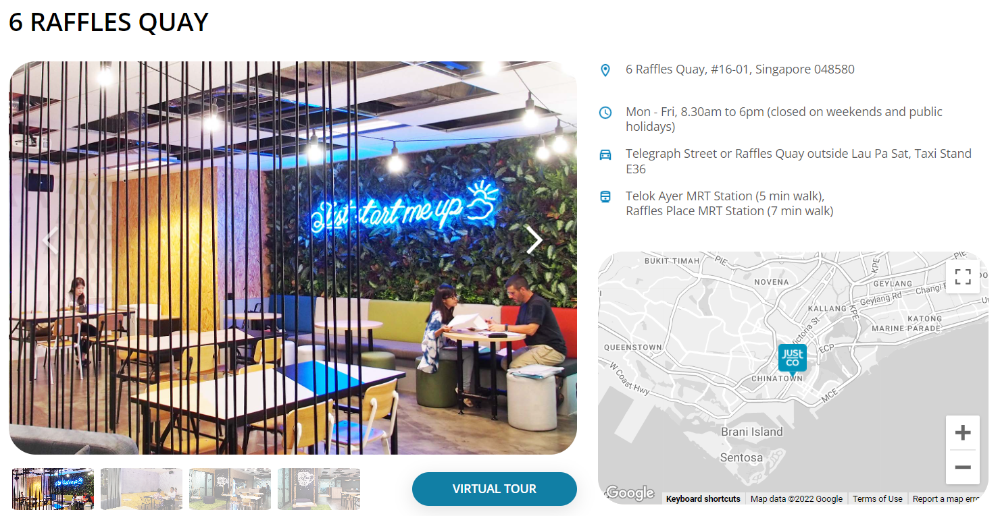 6 RAFFLES QUAY
6 Raffles Quay, #16-01, Singapore 048580
Mon - Fri, 8.30am to 6pm (closed on weekends and public
holidays)
Telegraph Street or Raffles Quay outside Lau Pa Sat, Taxi Stand
E36
Telok Ayer MRT Station (5 min walk),
Raffles Place MRT Station (7 min walk)
Just start me up
VIRTUAL TOUR
BUKIT TIMAH
PIE
KPE
PIE
NOVENA
GEYLANG
Changi
Geylang Rd
KALLANG
KPE
KATONG
MARINE PARADE
Victoria St
QUEENSTOWN
ECP
JUSt
CO
W Coast Hwy
CHINATOWN
MCE
Brani Island
Sentosa
Google
Keyboard shortcuts
Map data ©2022 Google
Terms of Use
Report a map erro